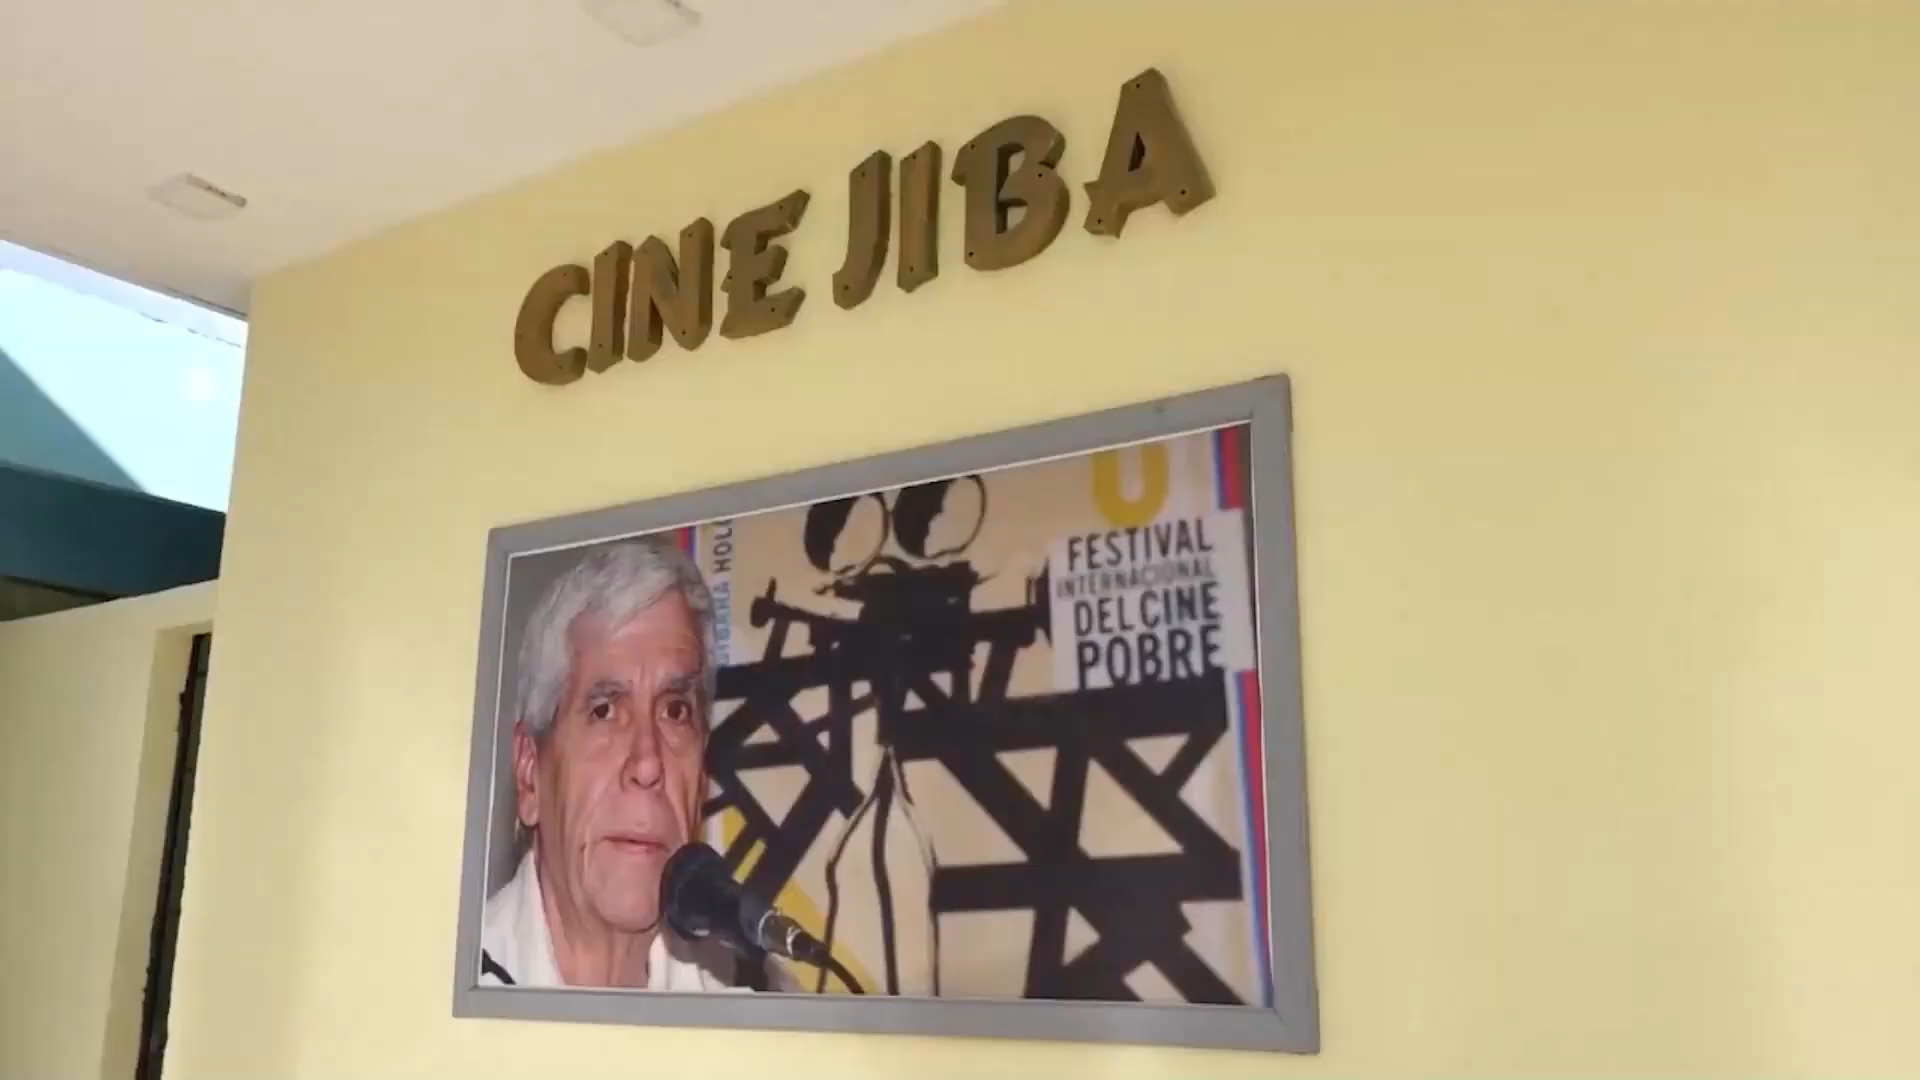 CINE JIBA
FESTIVAL
INTERNACIONAL
DEL CINE
POBRE